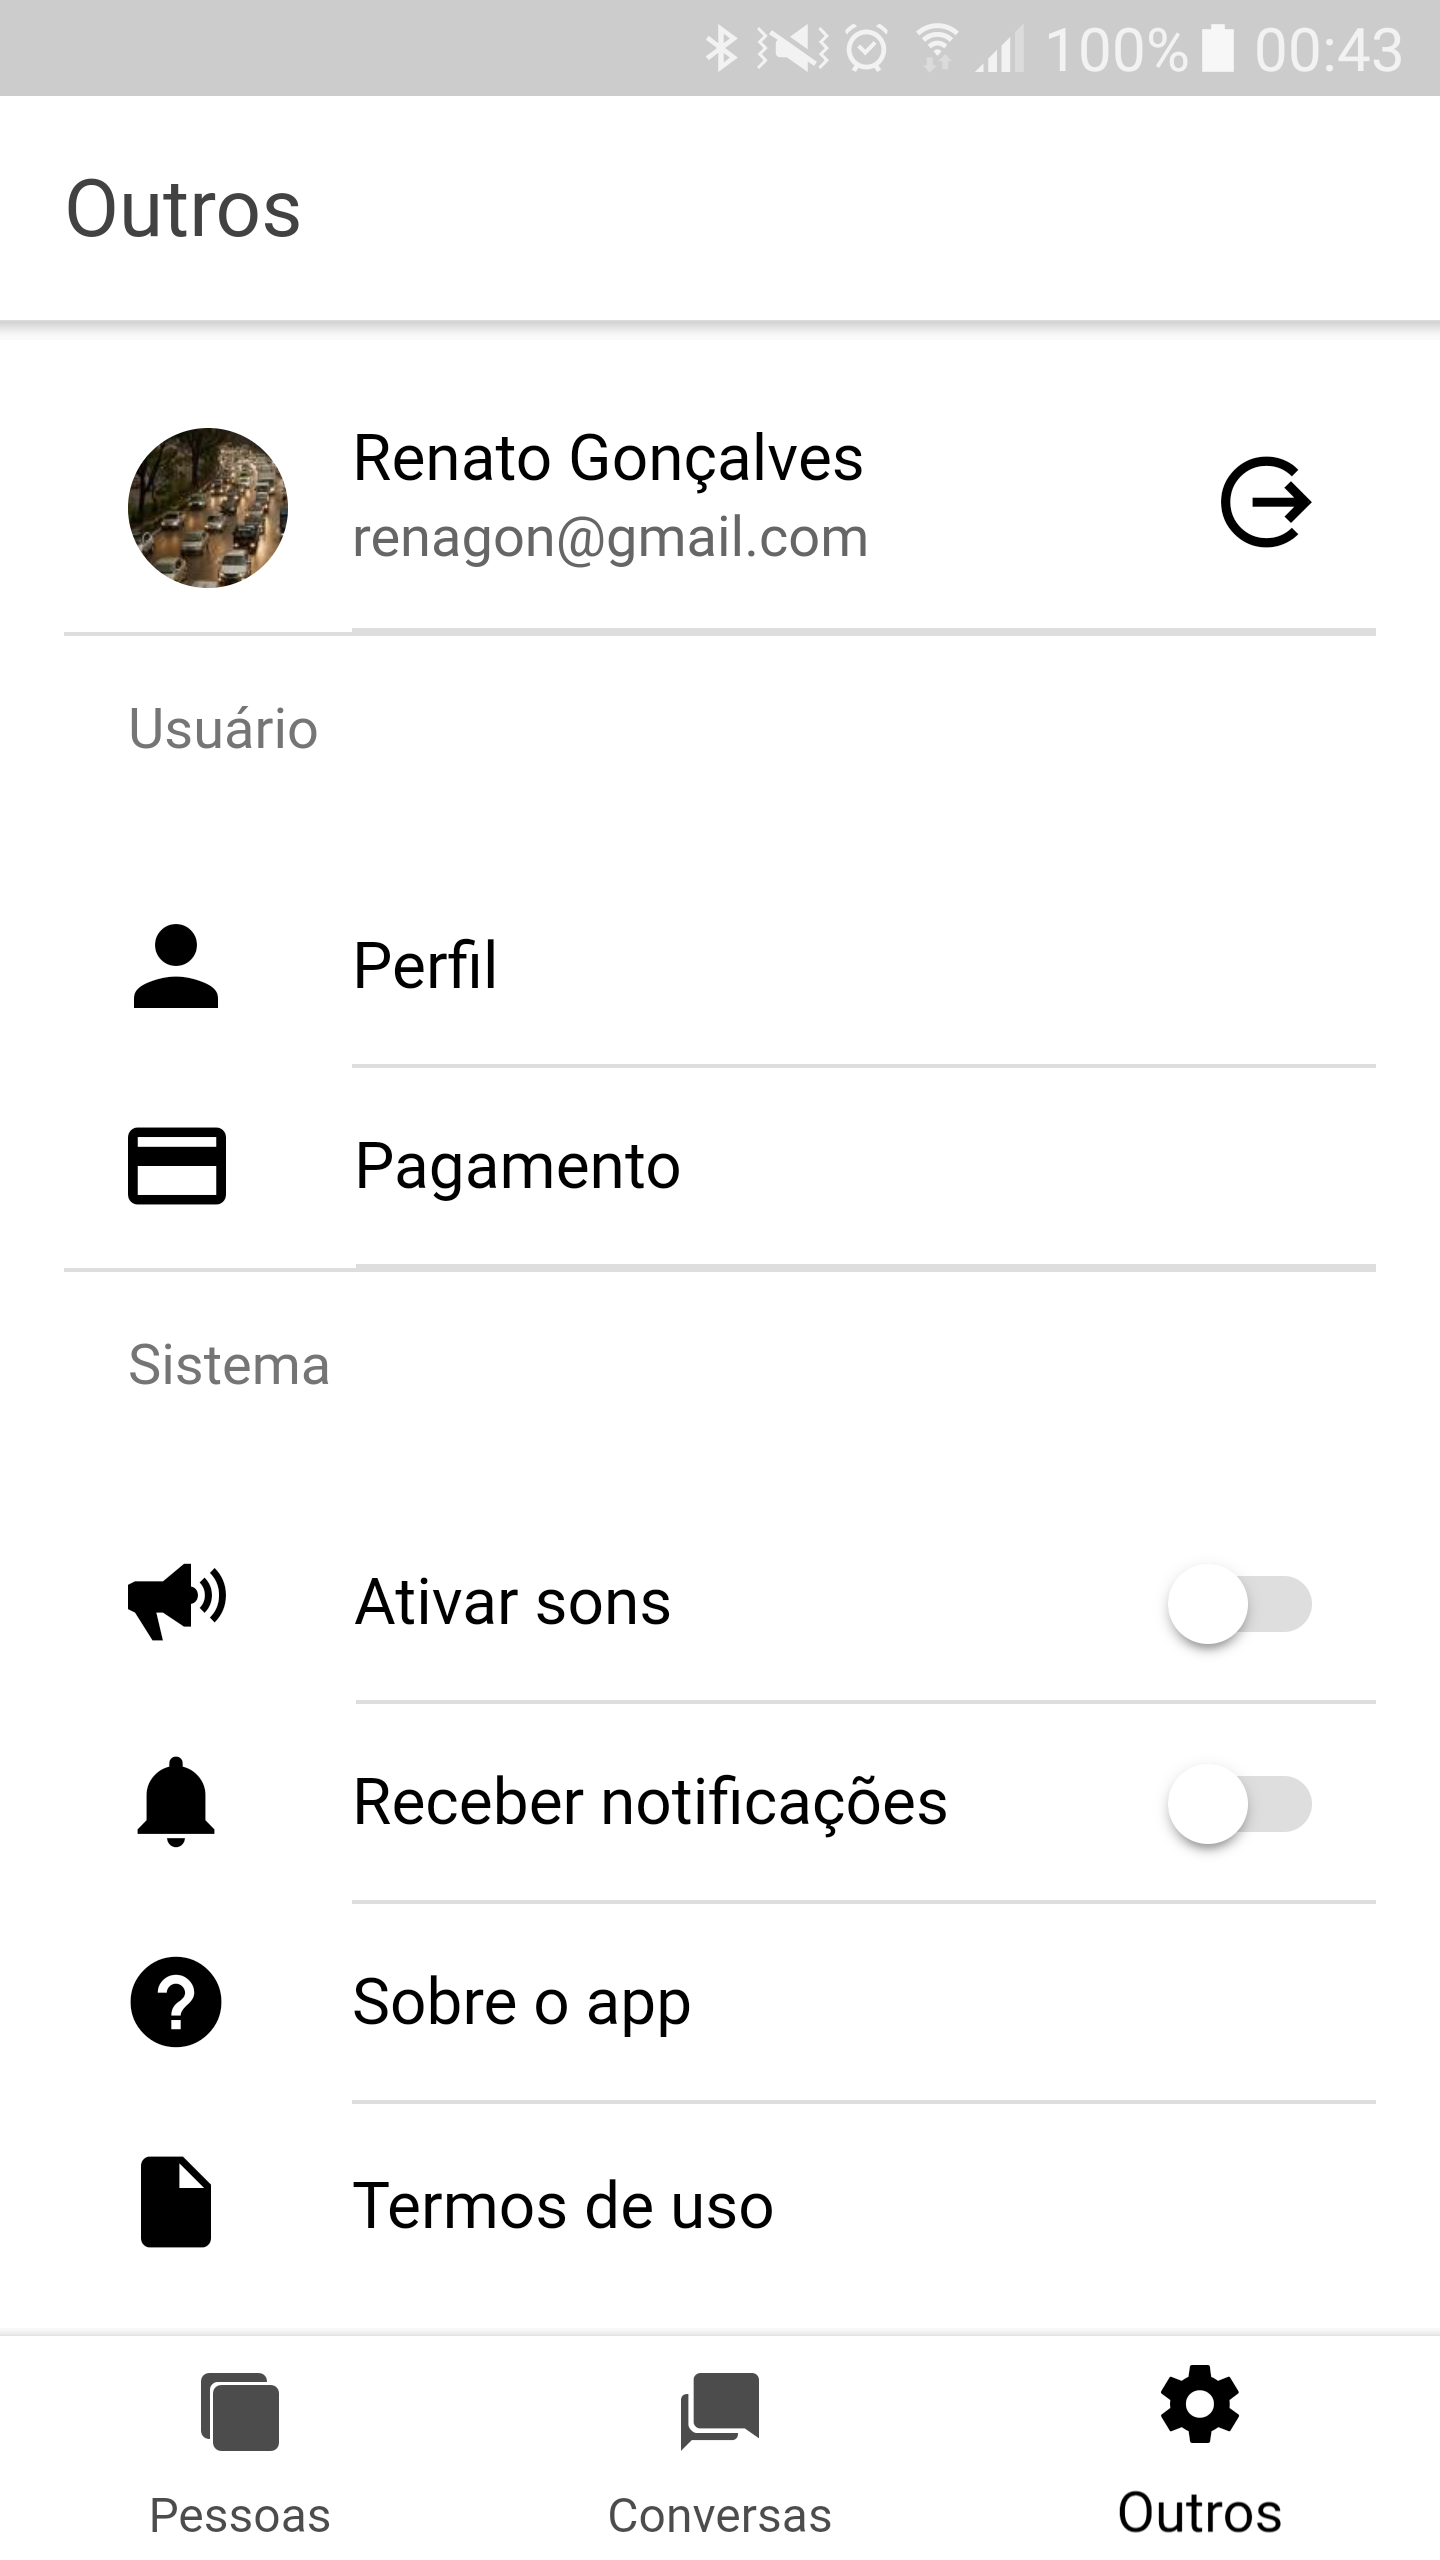 100% 00:43
Outros
Renato Gonçalves
renagon@gmail.com
Usuário
Perfil
Pagamento
Sistema
Ativar sons
Receber notificações
Sobre o app
Termos de uso
Pessoas Conversas Outros